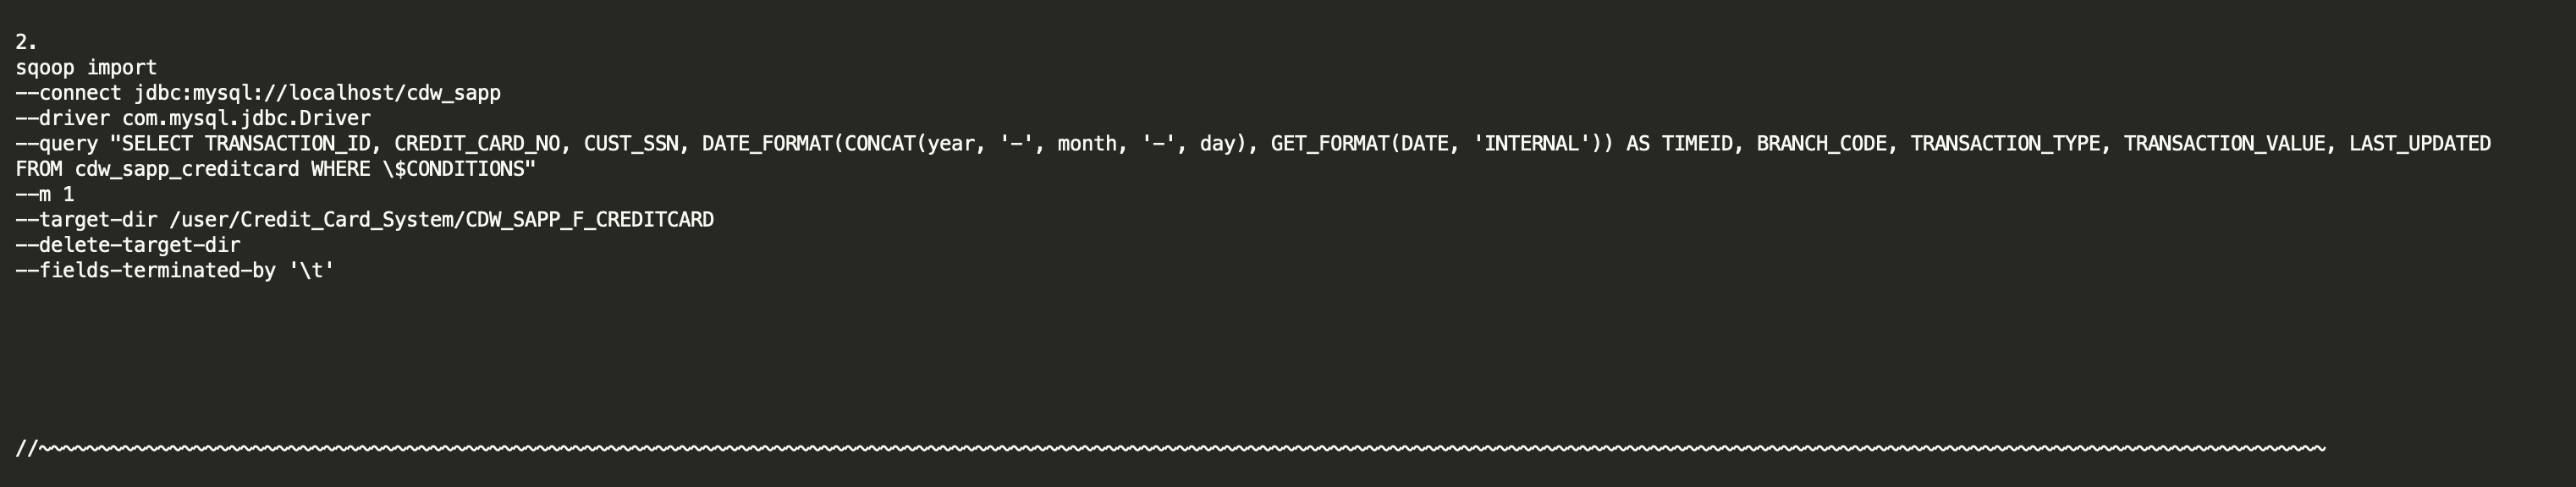 2.
sqoop import
--connect jdbc:mysql://localhost/cdw_sapp
--driver com.mysql.jdbc.Driver
--query "SELECT TRANSACTION_ID, CREDIT_CARD_NO, CUST_SSN, DATE_FORMAT(CONCAT(year, '-', month, '-', day), GET_FORMAT(DATE, 'INTERNAL')) AS TIMEID, BRANCH_CODE, TRANSACTION_TYPE, TRANSACTION_VALUE, LAST_UPDATED
FROM cdw_sapp_creditcard WHERE \$CONDITIONS"
--m 1
--target-dir /user/Credit_Card_System/CDW_SAPP_F_CREDITCARD
--delete-target-dir
--fields-terminated-by '\t'
//~~~~~~~~~~~~~~~~~~~~~~~~~~~~~~~~~~~~~~~~~~~~~~~~~~~~~~~~~~~~~~~~~~~~~~~~~~~~~~~~~~~~~~~~~~~~~~~~~~~~~~~~~~~~~~~~~~~~~~~~~~~~~~~~~~~~~~~~~~~~~~~~~~~~~~~~~~~~~~~~~~~~~~~~~~~~~~~~~~~~~~~~~~~~~